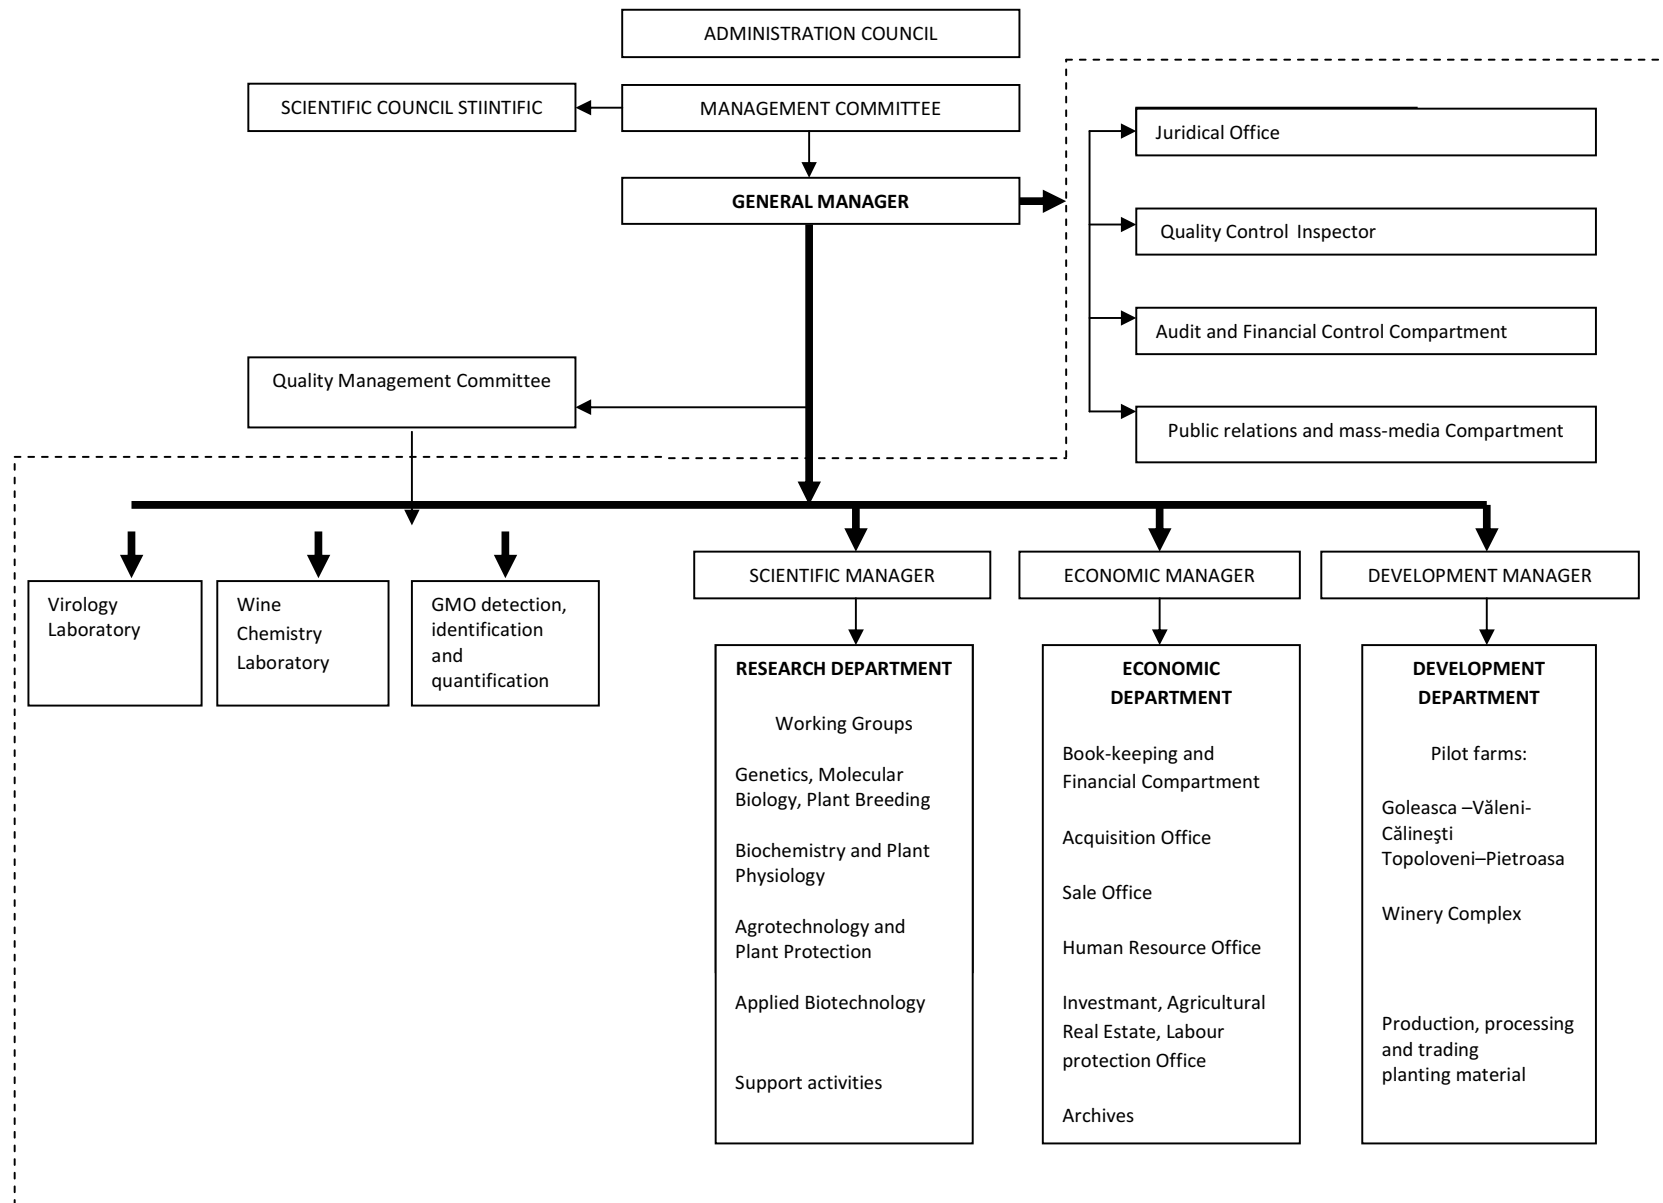 ADMINISTRATION COUNCIL
SCIENTIFIC COUNCIL STIINTIFIC
MANAGEMENT COMMITTEE
Juridical Office
GENERAL MANAGER
Quality Control Inspector
Audit and Financial Control Compartment
Quality Management Committee
Public relations and mass-media Compartment
SCIENTIFIC MANAGER
ECONOMIC MANAGER
DEVELOPMENT MANAGER
Virology
Laboratory
Wine
Chemistry
Laboratory
GMO detection,
identification
and
quantification
RESEARCH DEPARTMENT
Working Groups
Genetics, Molecular
Biology, Plant Breeding
Biochemistry and Plant
Physiology
Agrotechnology and
Plant Protection
Applied Biotechnology
Support activities
ECONOMIC
DEPARTMENT
Book-keeping and
Financial Compartment
Acquisition Office
Sale Office
Human Resource Office
Investmant, Agricultural
Real Estate, Labour
protection Office
Archives
DEVELOPMENT
DEPARTMENT
Pilot farms:
Goleasca –Văleni-
Călineşti
Topoloveni–Pietroasa
Winery Complex
Production, processing
and trading
planting material